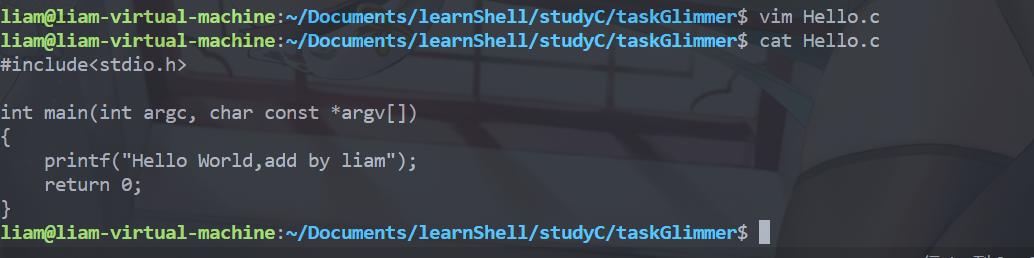 liam@liam-virtual-machine:~/Documents/learnShell/studyC/taskGlimmer$ vim Hello.c
liam@liam-virtual-machine:~/Documents/learnShell/studyC/taskGlimmer$ cat Hello.c
#include<stdio.h>

int main(int argc, char const *argv[])
{
    printf("Hello World,add by liam");
    return 0;
}
liam@liam-virtual-machine:~/Documents/learnShell/studyC/taskGlimmer$